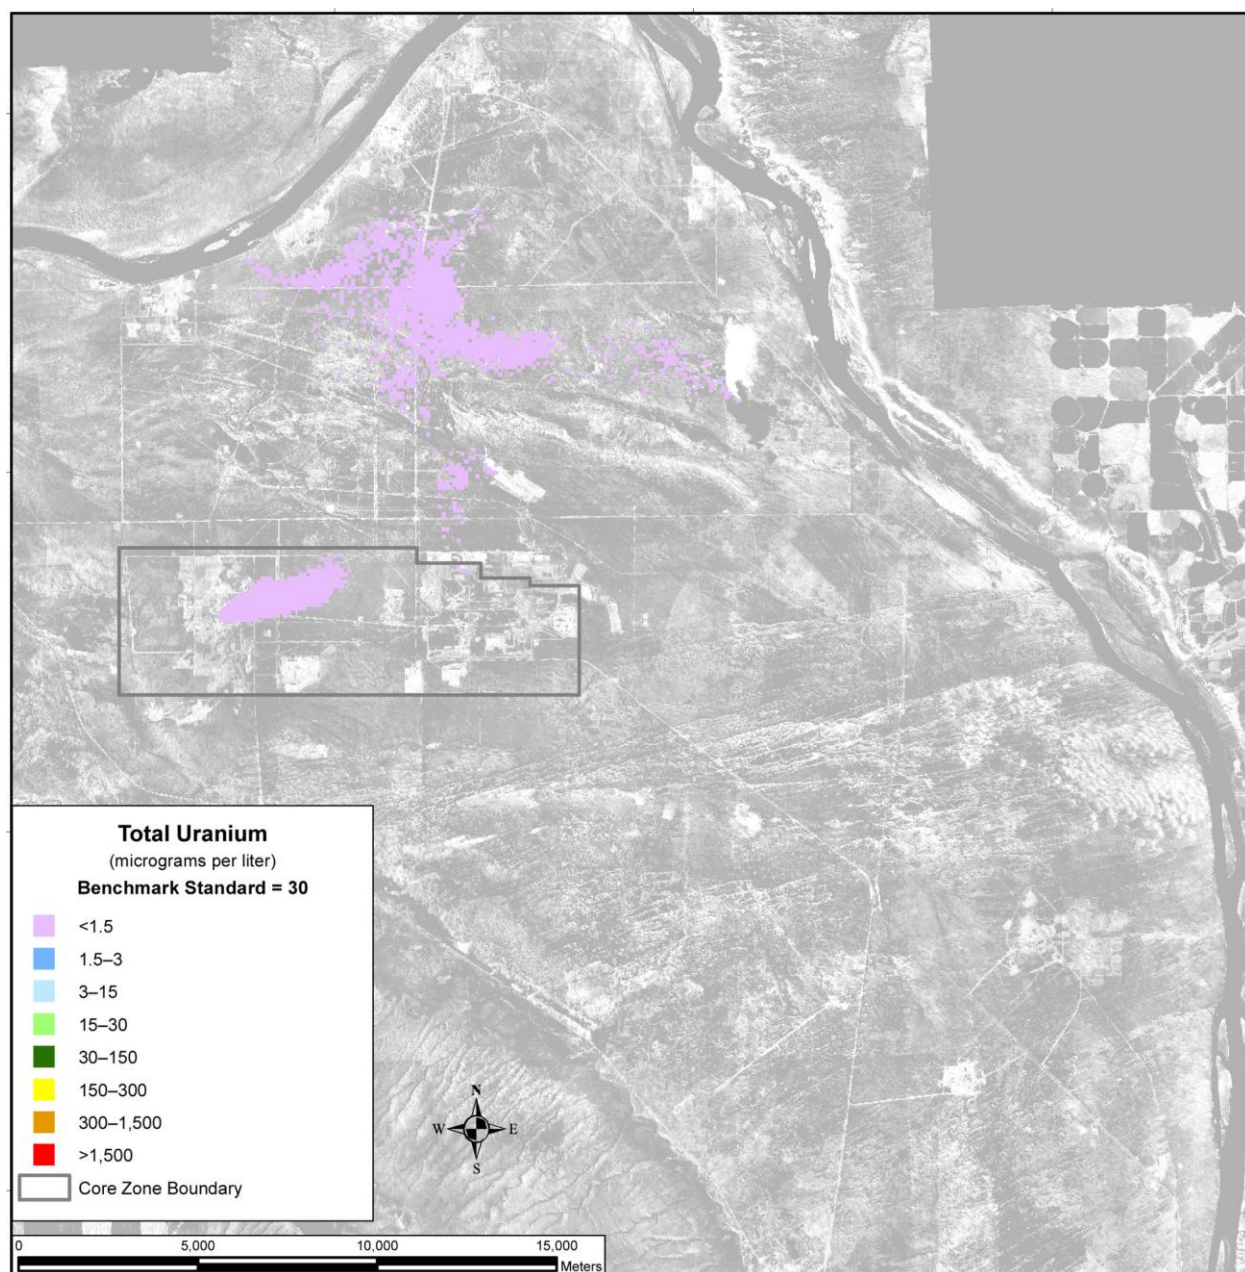 Total Uranium
(micrograms per liter)
Benchmark Standard = 30
<1.5
1.5–3
3–15
15–30
30–150
150–300
300–1,500
>1,500
Core Zone Boundary
N
W E
S
0 5,000 10,000 15,000
Meters